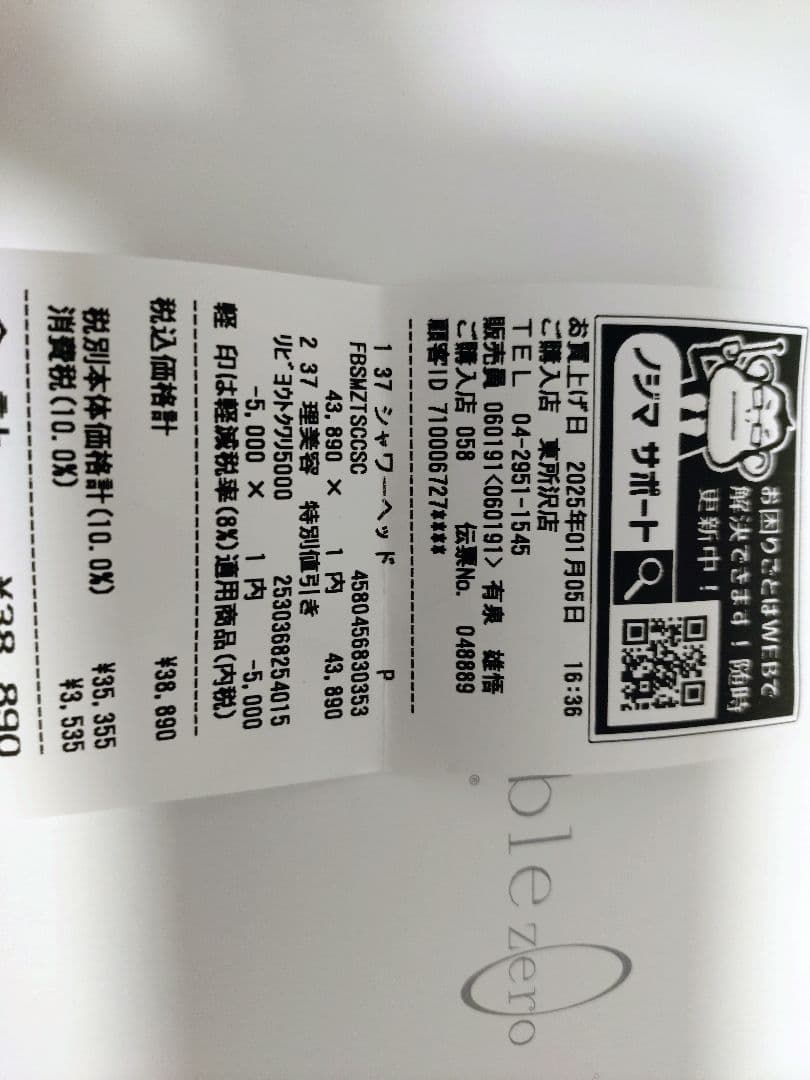 お困りごとはWEBで
解決できます！随時
更新中！
ノジマ サポート
お買上げ日 2025年01月05日 16:36
ご購入店 東所沢店
TEL 04-2951-1545
販売員 060191<060191> 有泉 雄悟
ご購入店 058 伝票No. 048889
顧客ID 710006727****
1 37 シャワーヘッド P
FBSMZTSCCSC 4580456830353
43,890 × 1 内 43,890
2 37 理美容 特別値引き
ﾘﾋﾞﾖｳﾄｸﾜﾘ5000 2530368254015
-5,000 × 1 内 -5,000
軽 印は軽減税率(8%)適用商品(内税)
税込価格計 ¥38,890
税別本体価格計(10.0%) ¥35,355
消費税(10.0%) ¥3,535
¥38,890
ble zero
®